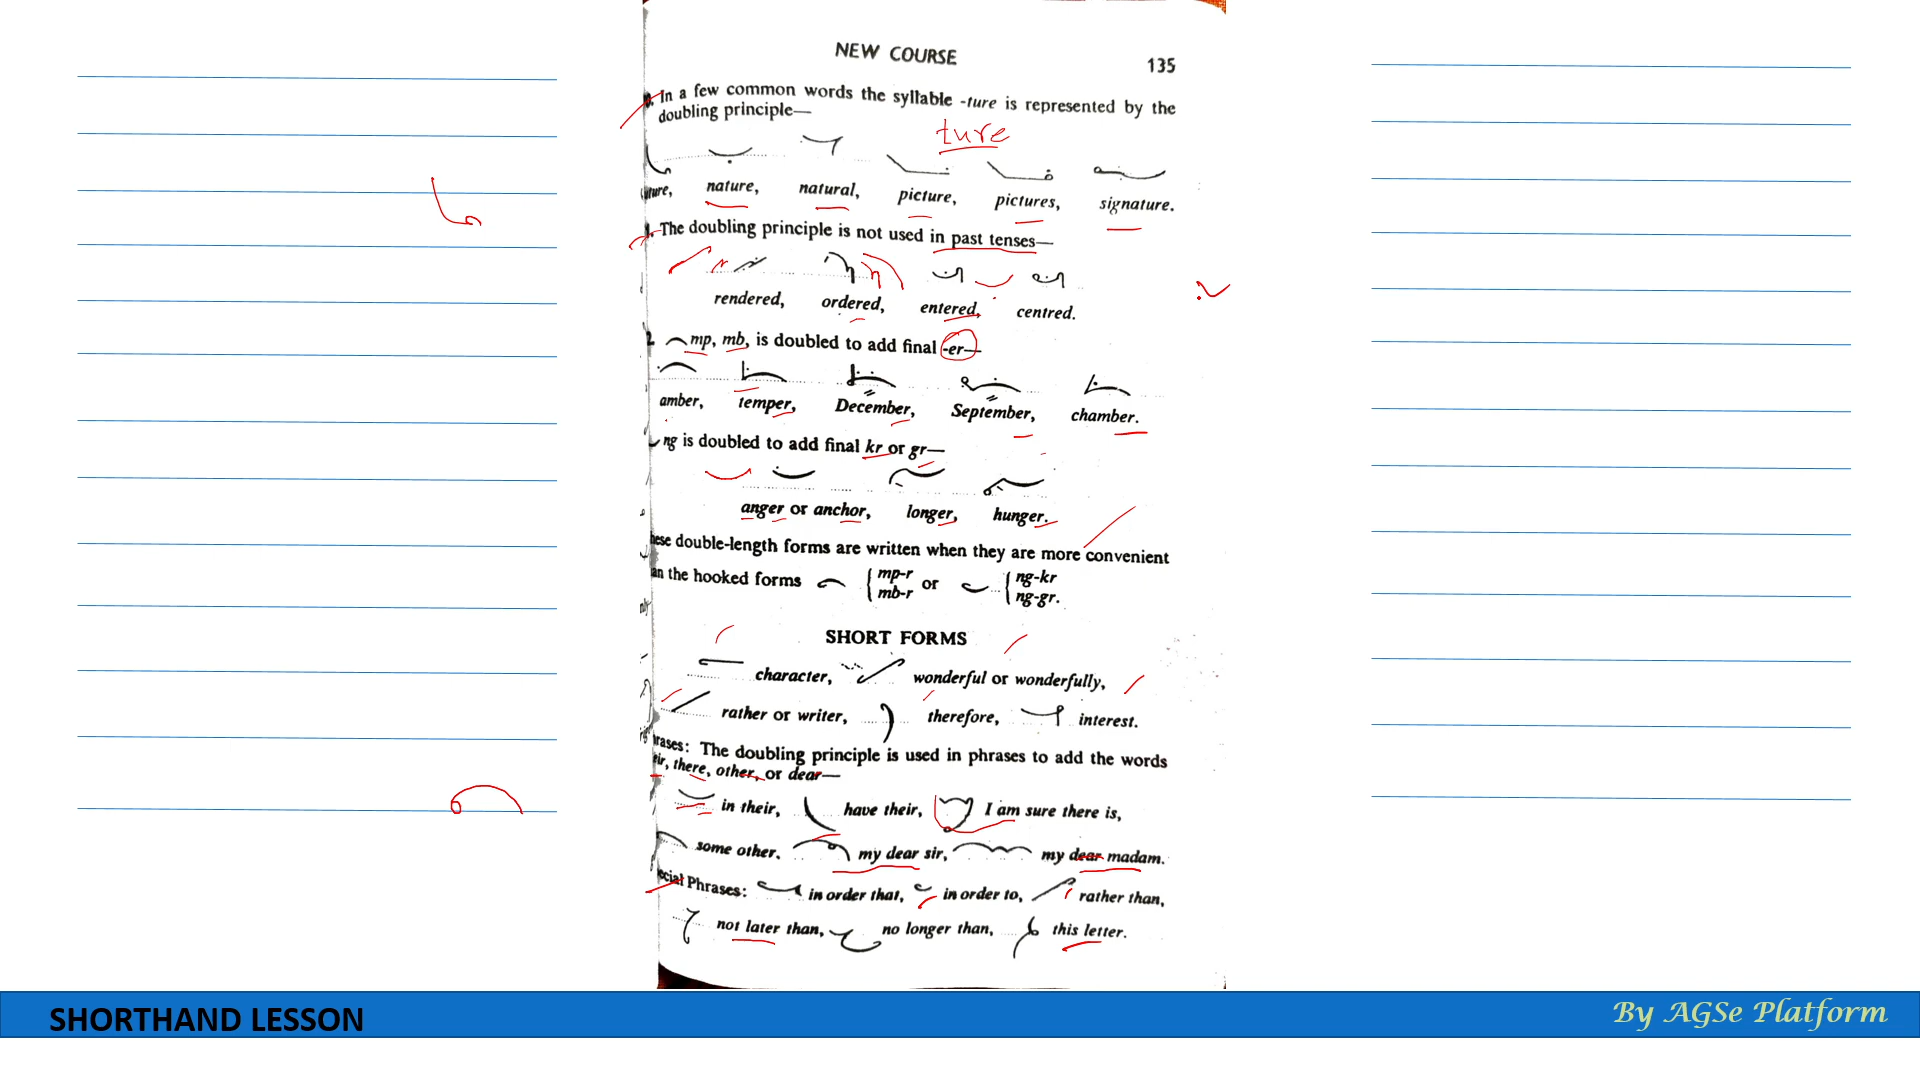 NEW COURSE
135
In a few common words the syllable -ture is represented by the
doubling principle—
ture
nature, natural, picture, pictures, signature.
The doubling principle is not used in past tenses—
rendered, ordered, entered, centred.
mp, mb, is doubled to add final -er—
amber, temper, December, September, chamber.
ng is doubled to add final kr or gr—
anger or anchor, longer, hunger.
double-length forms are written when they are more convenient
the hooked forms { mp-r or { ng-kr
mb-r ng-gr.
SHORT FORMS
character, wonderful or wonderfully,
rather or writer, therefore, interest.
The doubling principle is used in phrases to add the words
there, other, or dear—
in their, have their, I am sure there is,
some other. my dear sir, my dear madam.
Phrases: in order that, in order to, rather than,
not later than, no longer than, this letter.
SHORTHAND LESSON
By AGSe Platform